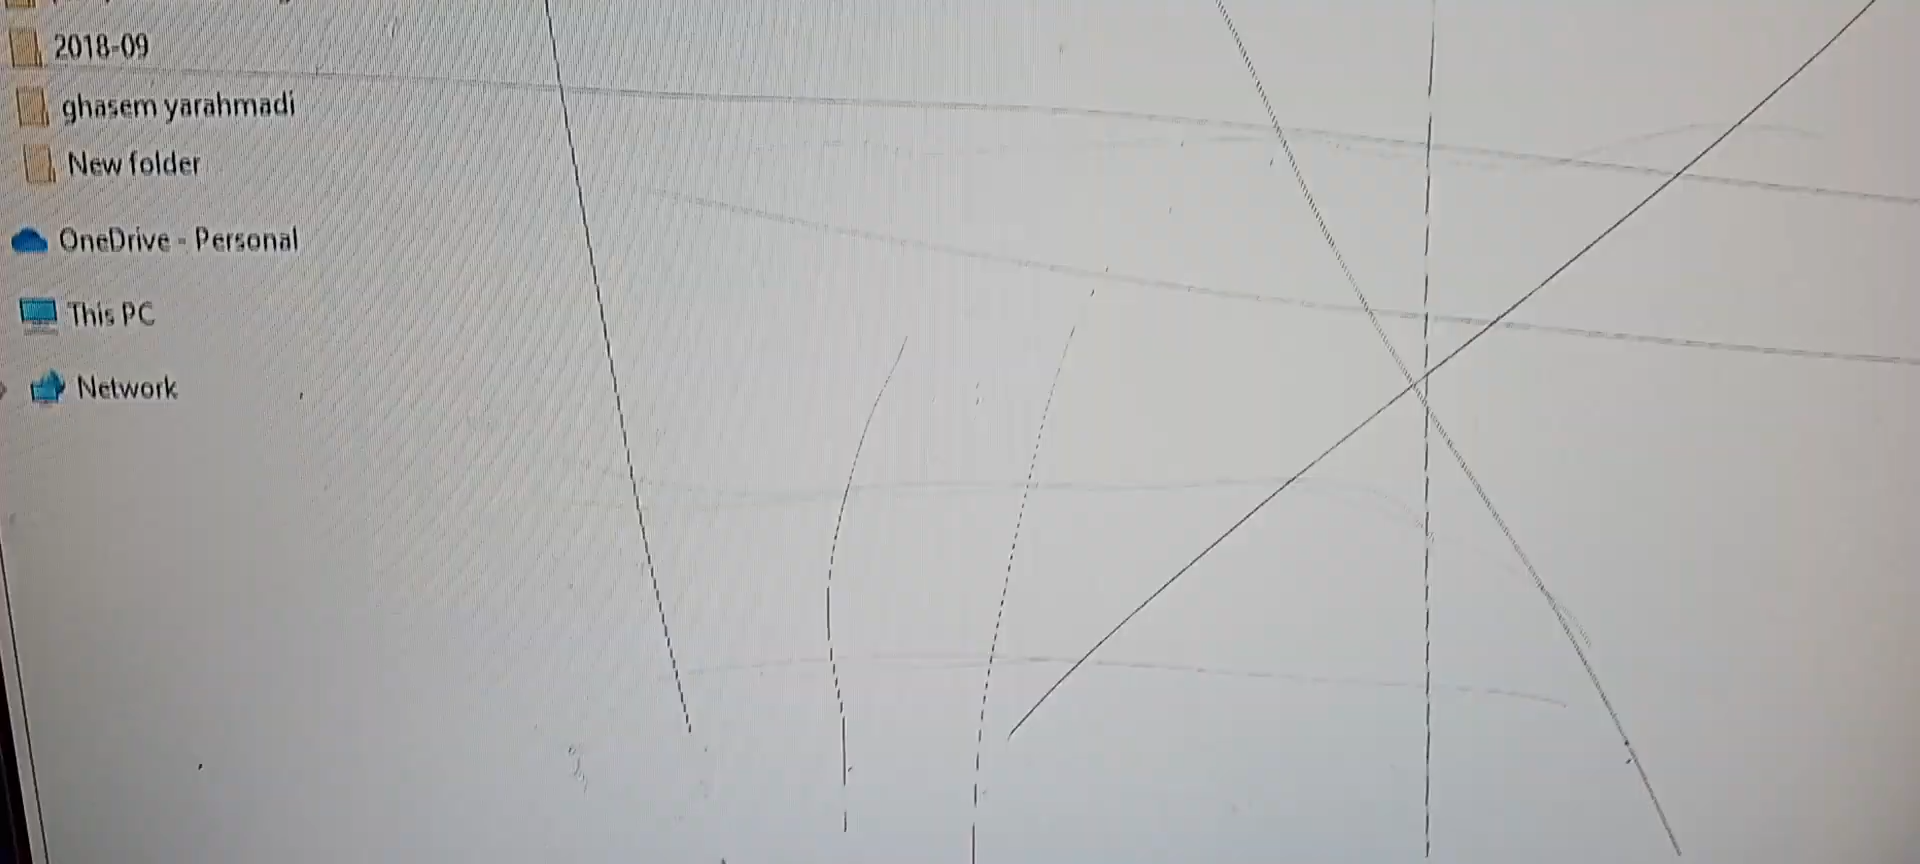 2018-09
ghasem yarahmadi
New folder
OneDrive - Personal
This PC
Network